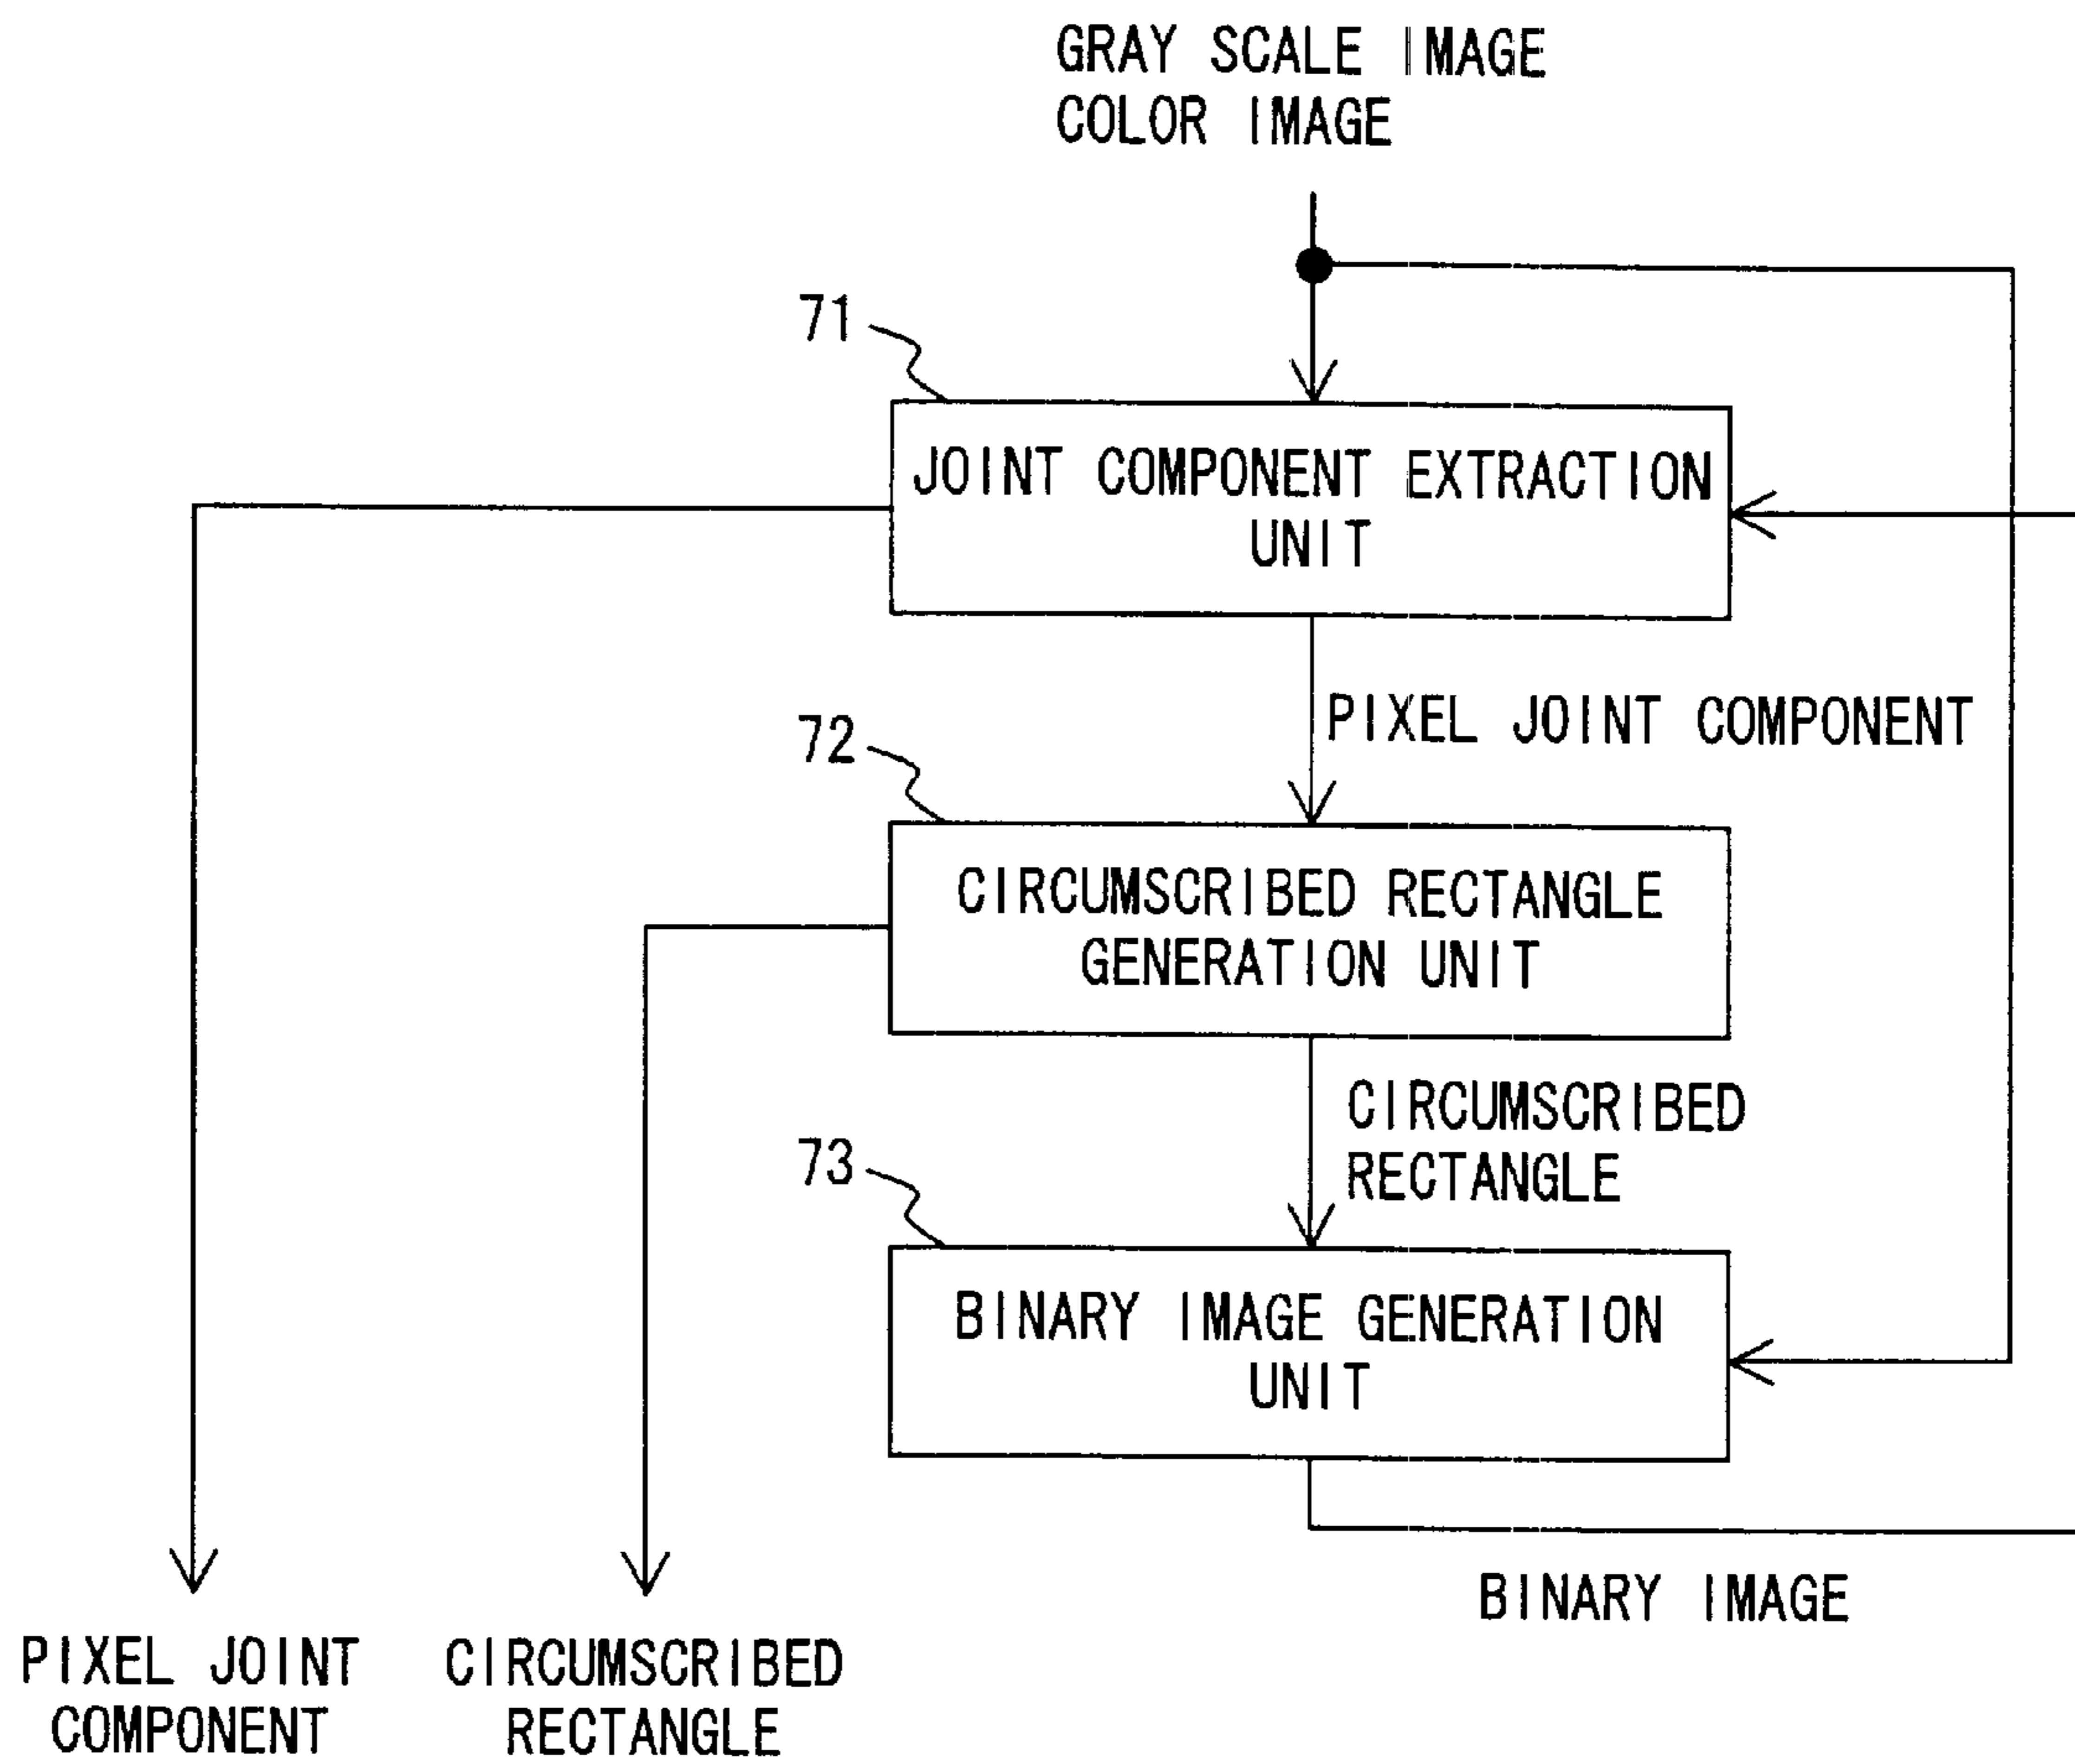 GRAY SCALE IMAGE
COLOR IMAGE
71
JOINT COMPONENT EXTRACTION
UNIT
PIXEL JOINT COMPONENT
72
CIRCUMSCRIBED RECTANGLE
GENERATION UNIT
CIRCUMSCRIBED
RECTANGLE
73
BINARY IMAGE GENERATION
UNIT
BINARY IMAGE
PIXEL JOINT
COMPONENT
CIRCUMSCRIBED
RECTANGLE